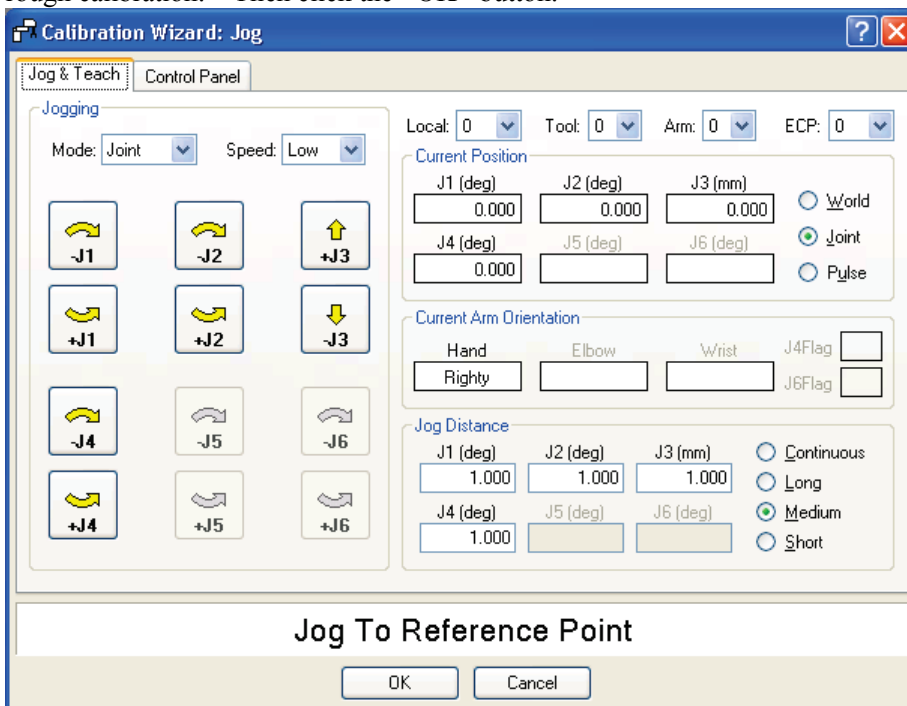 rough calibration. Then click the "OK" button.
Calibration Wizard: Jog
Jog & Teach Control Panel
Jogging
Mode: Joint Speed: Low
-J1 -J2 +J3
+J1 +J2 -J3
-J4 -J5 -J6
+J4 +J5 +J6
Local: 0 Tool: 0 Arm: 0 ECP: 0
Current Position
J1 (deg) J2 (deg) J3 (mm)
0.000 0.000 0.000
J4 (deg) J5 (deg) J6 (deg)
0.000
World
Joint
Pulse
Current Arm Orientation
Hand Elbow Wrist J4Flag
Righty J6Flag
Jog Distance
J1 (deg) J2 (deg) J3 (mm)
1.000 1.000 1.000
J4 (deg) J5 (deg) J6 (deg)
1.000
Continuous
Long
Medium
Short
Jog To Reference Point
OK Cancel